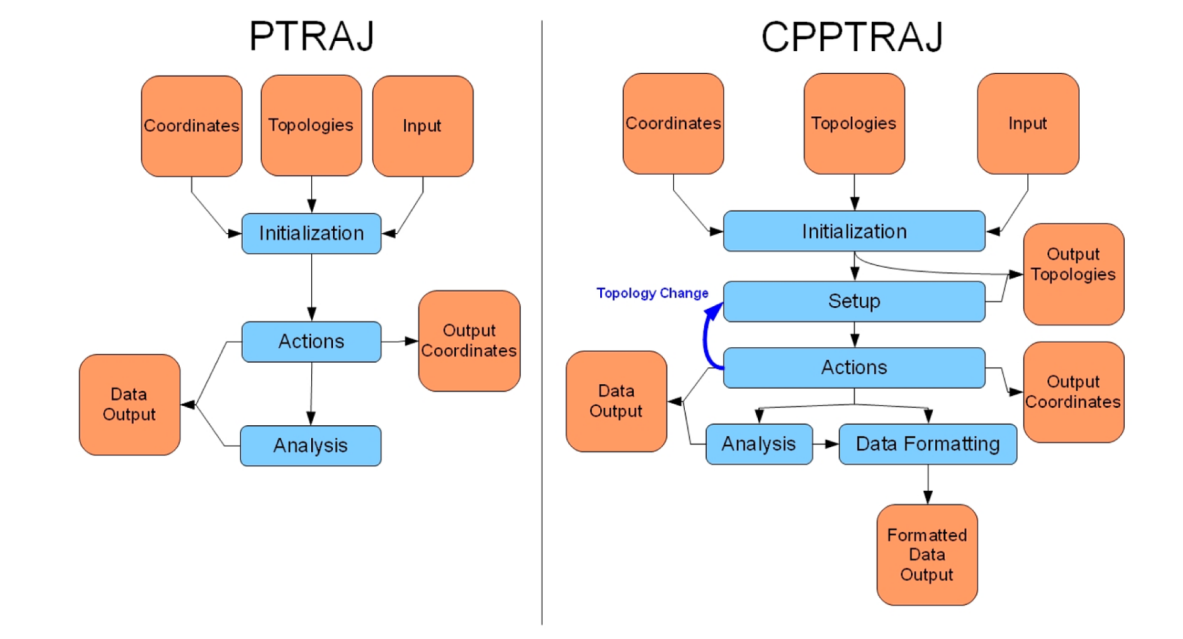 PTRAJ
Coordinates
Topologies
Input
Initialization
Actions
Output
Coordinates
Data
Output
Analysis
CPPTRAJ
Coordinates
Topologies
Input
Initialization
Output
Topologies
Topology Change
Setup
Actions
Data
Output
Output
Coordinates
Analysis
Data Formatting
Formatted
Data
Output